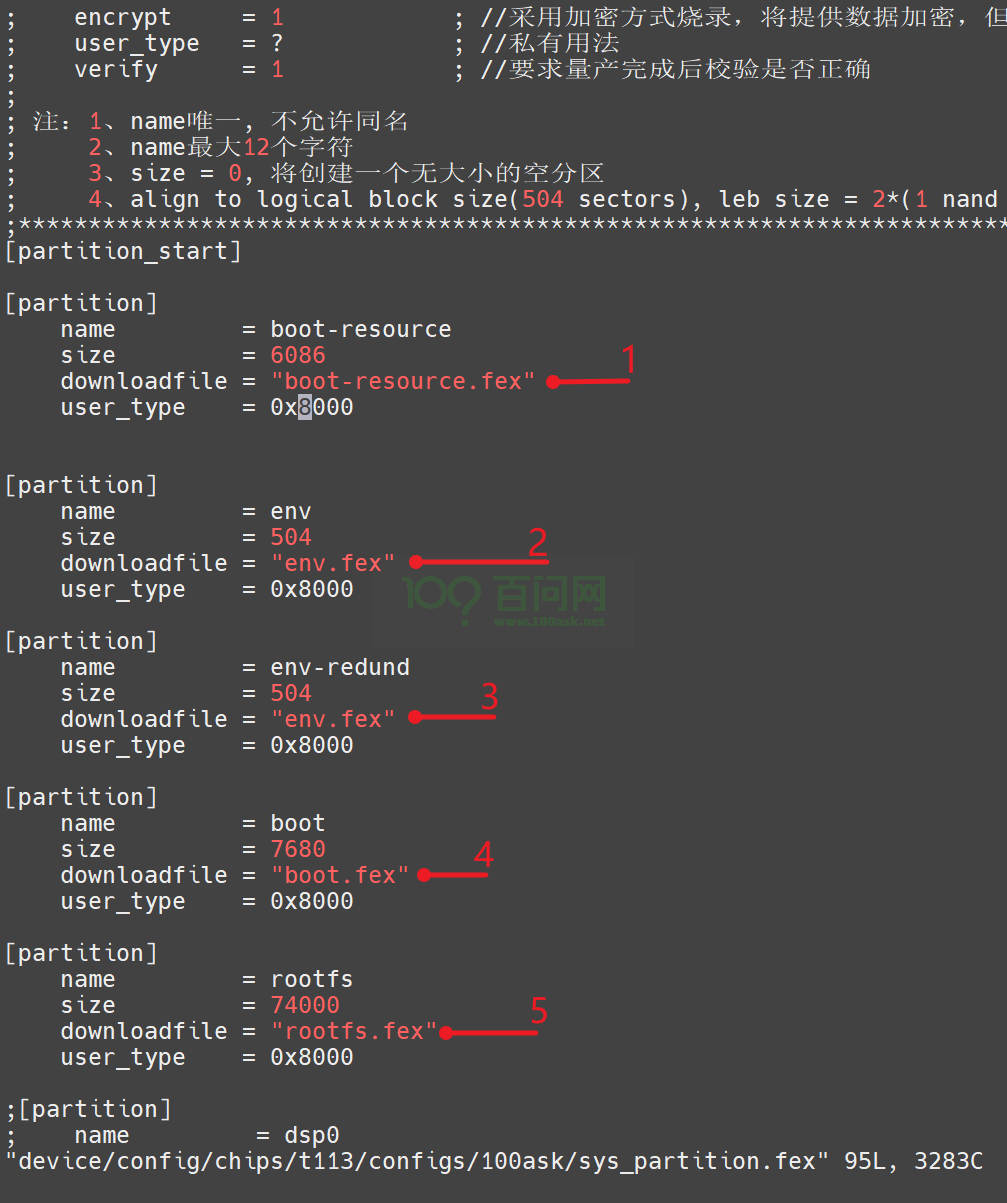 ;    encrypt      = 1            ; //采用加密方式烧录，将提供数据加密，但
;    user_type   = ?            ; //私有用法
;    verify      = 1            ; //要求量产完成后校验是否正确
;
; 注：1、name唯一, 不允许同名
;     2、name最大12个字符
;     3、size = 0, 将创建一个无大小的空分区
;     4、align to logical block size(504 sectors), leb size = 2*(1 nand
;************************************************************************
[partition_start]
[partition]
name         = boot-resource
size         = 6086
1
downloadfile = "boot-resource.fex"
user_type    = 0x8000
[partition]
name         = env
size         = 504
2
downloadfile = "env.fex"
user_type    = 0x8000
100 百问网
www.100ask.net
[partition]
name         = env-redund
size         = 504
3
downloadfile = "env.fex"
user_type    = 0x8000
[partition]
name         = boot
size         = 7680
4
downloadfile = "boot.fex"
user_type    = 0x8000
[partition]
name         = rootfs
size         = 74000
5
downloadfile = "rootfs.fex"
user_type    = 0x8000
;[partition]
;    name         = dsp0
"device/config/chips/t113/configs/100ask/sys_partition.fex" 95L, 3283C